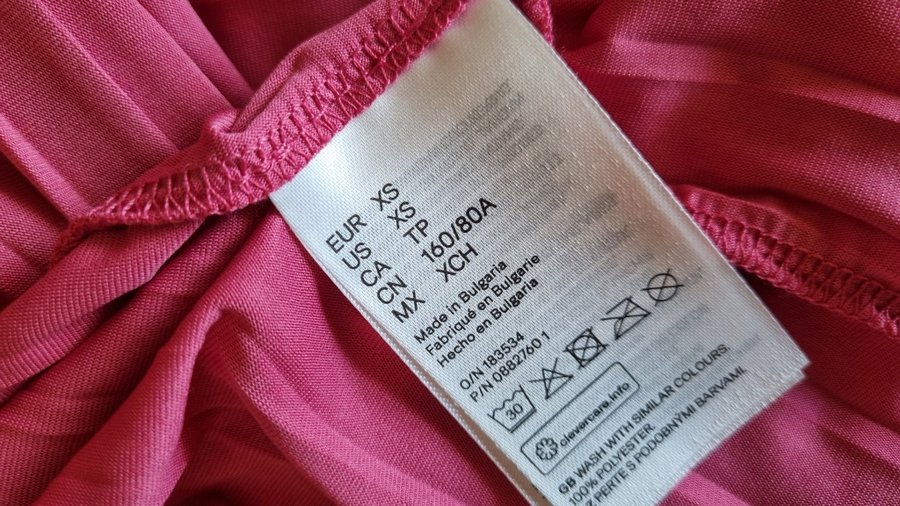 EUR XS
US XS
CA TP
CN 160/80A
MX XCH
Made in Bulgaria
Fabriqué en Bulgarie
Hecho en Bulgaria
O/N 183534
P/N 0882760 1
30
clevercare.info
GB WASH WITH SIMILAR COLOURS.
100% POLYESTER
CZ PERTE S PODOBNÝMI BARVAMI.